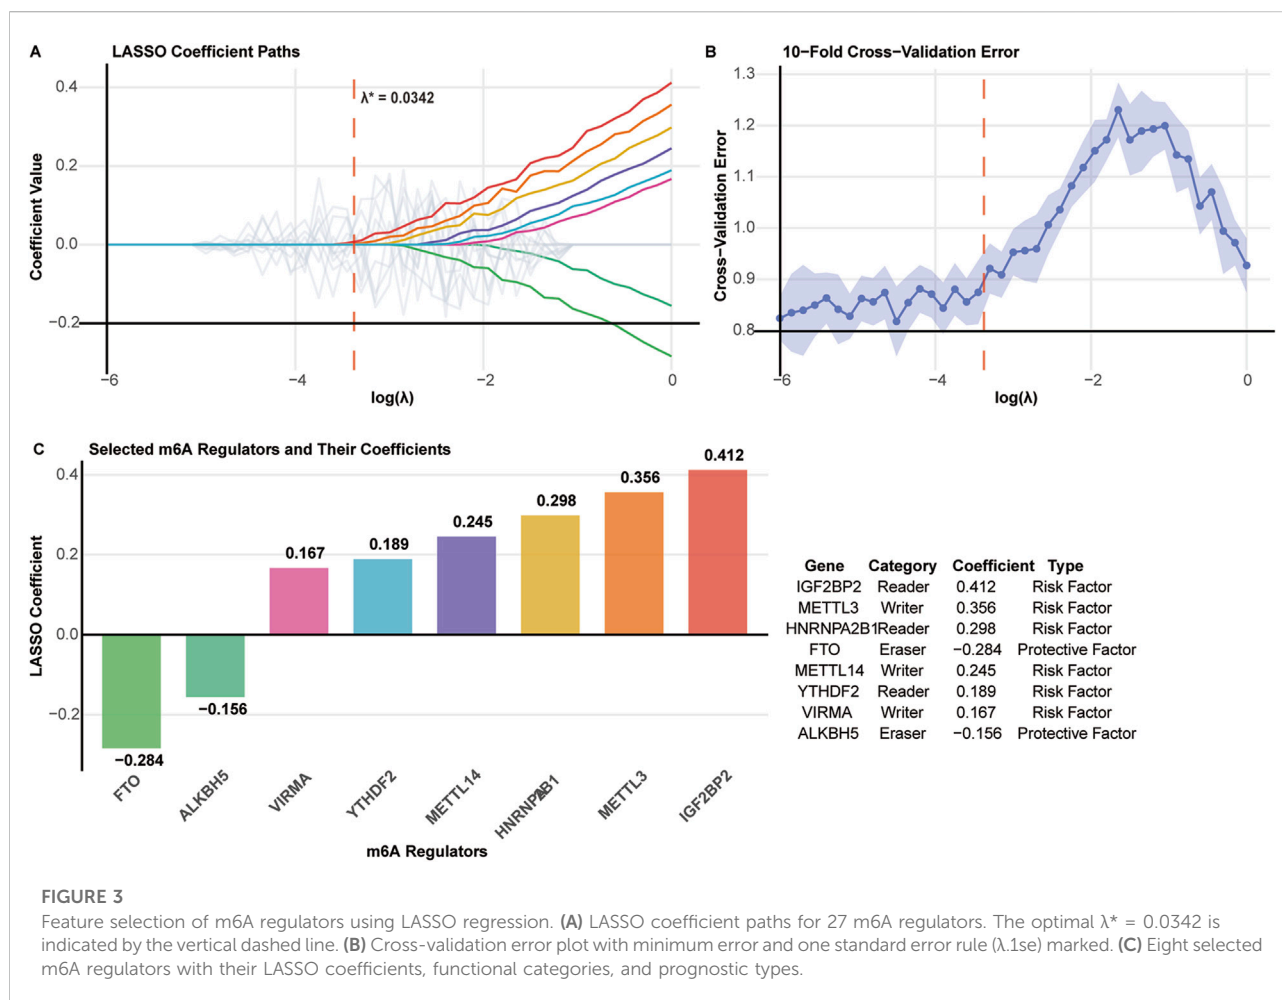 A
LASSO Coefficient Paths
0.4
0.2
0.0
−0.2
Coefficient Value
λ* = 0.0342
−6
−4
−2
0
log(λ)
B
10−Fold Cross−Validation Error
1.3
1.2
1.1
1.0
0.9
0.8
Cross−Validation Error
−6
−4
−2
0
log(λ)
C
Selected m6A Regulators and Their Coefficients
0.4
0.2
0.0
−0.2
LASSO Coefficient
−0.284
−0.156
0.167
0.189
0.245
0.298
0.356
0.412
FTO
ALKBH5
VIRMA
YTHDF2
METTL14
HNRNPA2B1
METTL3
IGF2BP2
m6A Regulators
Gene Category Coefficient Type
IGF2BP2 Reader 0.412 Risk Factor
METTL3 Writer 0.356 Risk Factor
HNRNPA2B1 Reader 0.298 Risk Factor
FTO Eraser −0.284 Protective Factor
METTL14 Writer 0.245 Risk Factor
YTHDF2 Reader 0.189 Risk Factor
VIRMA Writer 0.167 Risk Factor
ALKBH5 Eraser −0.156 Protective Factor
FIGURE 3
Feature selection of m6A regulators using LASSO regression. (A) LASSO coefficient paths for 27 m6A regulators. The optimal λ* = 0.0342 is
indicated by the vertical dashed line. (B) Cross-validation error plot with minimum error and one standard error rule (λ.1se) marked. (C) Eight selected
m6A regulators with their LASSO coefficients, functional categories, and prognostic types.